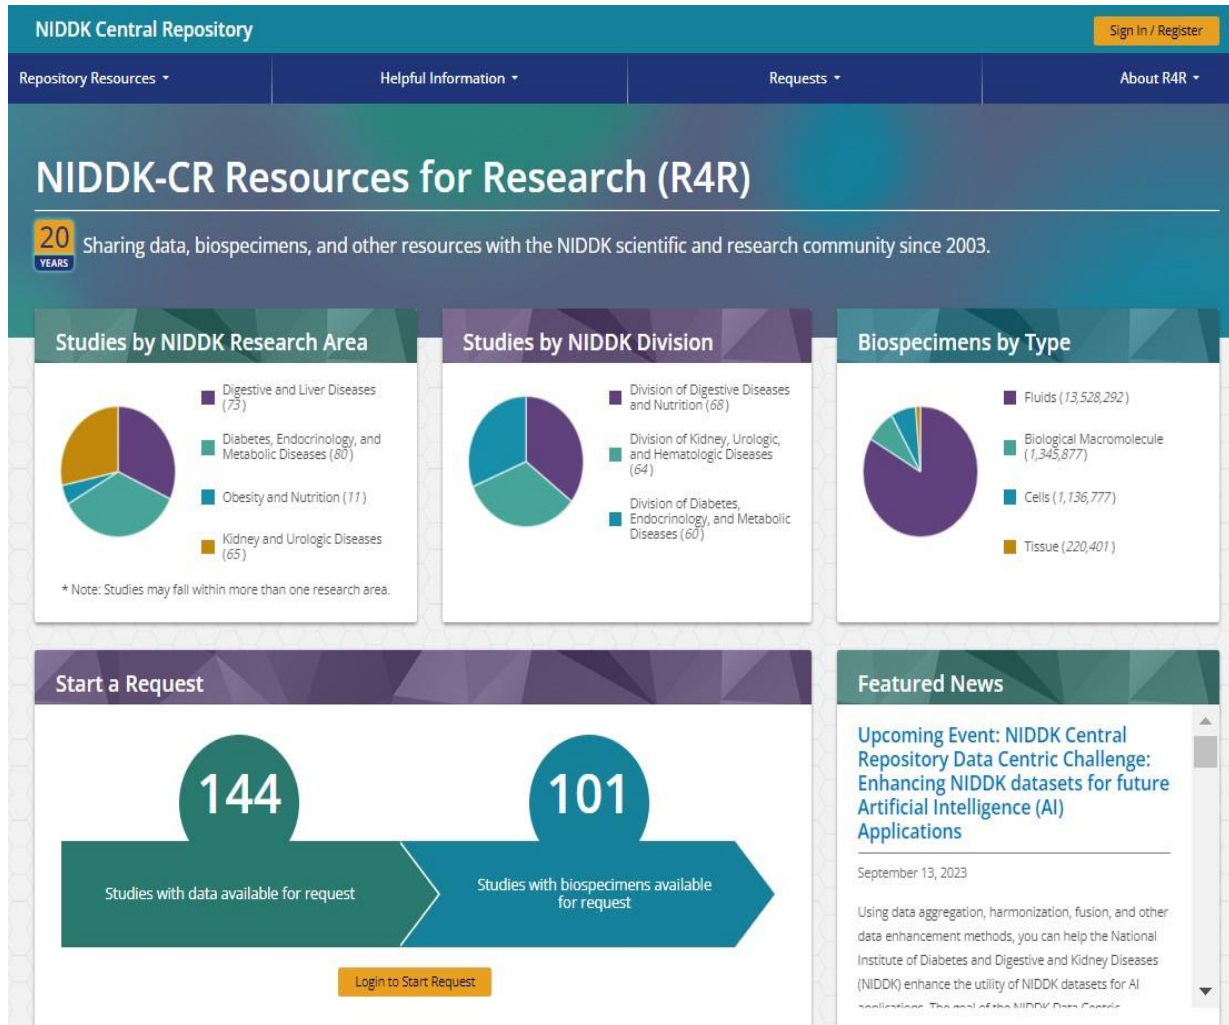 NIDDK Central Repository
Sign In / Register
Repository Resources
Helpful Information
Requests
About R4R
NIDDK-CR Resources for Research (R4R)
20
YEARS
Sharing data, biospecimens, and other resources with the NIDDK scientific and research community since 2003.
Studies by NIDDK Research Area
Digestive and Liver Diseases
(73)
Diabetes, Endocrinology, and
Metabolic Diseases (80)
Obesity and Nutrition (11)
Kidney and Urologic Diseases
(65)
* Note: Studies may fall within more than one research area.
Studies by NIDDK Division
Division of Digestive Diseases
and Nutrition (68)
Division of Kidney, Urologic,
and Hematologic Diseases
(64)
Division of Diabetes,
Endocrinology, and Metabolic
Diseases (60)
Biospecimens by Type
Fluids (13,528,292)
Biological Macromolecule
(1,345,877)
Cells (1,136,777)
Tissue (220,401)
Start a Request
144
Studies with data available for request
101
Studies with biospecimens available
for request
Login to Start Request
Featured News
Upcoming Event: NIDDK Central
Repository Data Centric Challenge:
Enhancing NIDDK datasets for future
Artificial Intelligence (AI)
Applications
September 13, 2023
Using data aggregation, harmonization, fusion, and other
data enhancement methods, you can help the National
Institute of Diabetes and Digestive and Kidney Diseases
(NIDDK) enhance the utility of NIDDK datasets for AI
applications. The goal of the NIDDK Data Centric